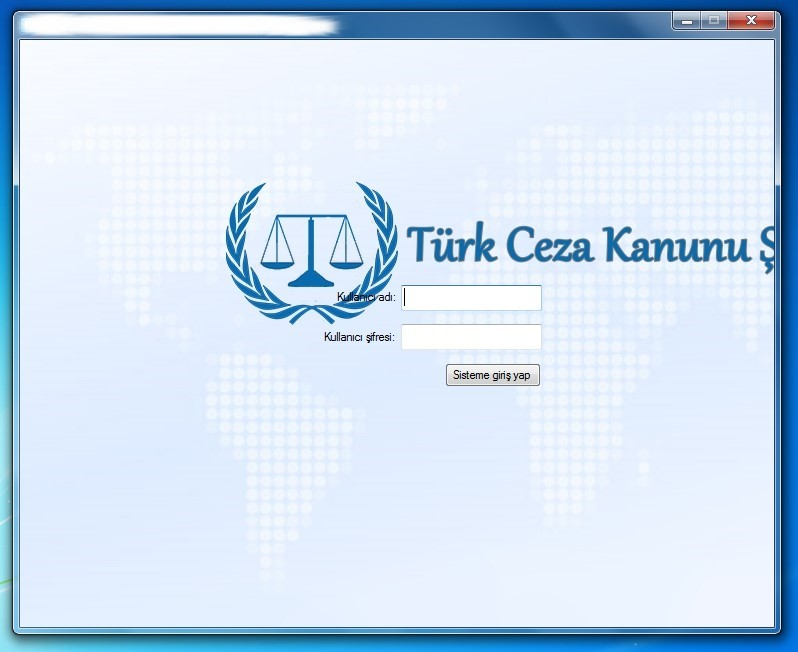 Türk Ceza Kanunu Ş
Kullanıcı adı:
Kullanıcı şifresi:
Sisteme giriş yap